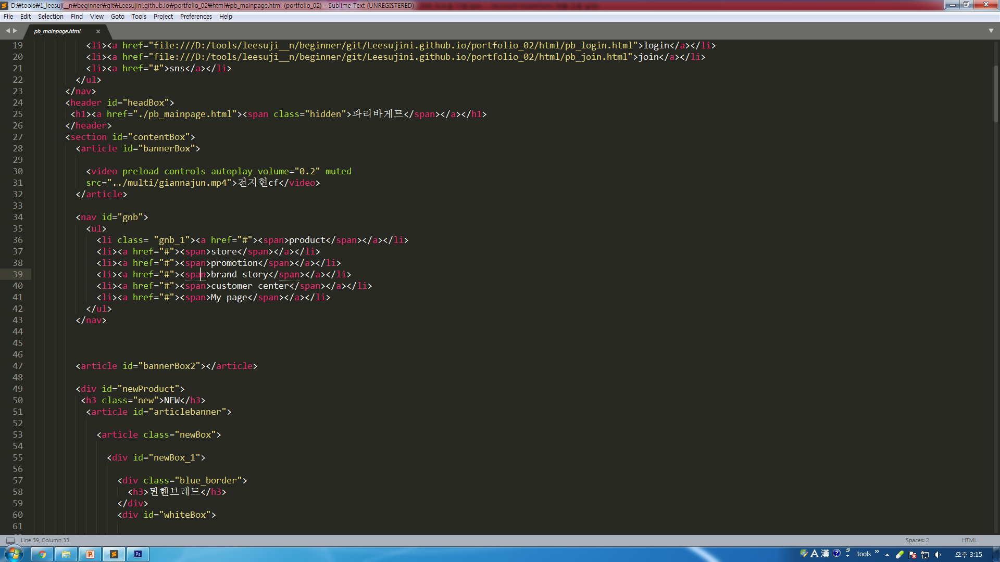 D:₩tools₩1_leesuji__n₩beginner₩git₩Leesujini.github.io₩portfolio_02₩html₩pb_mainpage.html (portfolio_02) - Sublime Text (UNREGISTERED)
File Edit Selection Find View Goto Tools Project Preferences Help
pb_mainpage.html ×
19 <li><a href="file:///D:/tools/leesuji__n/beginner/git/Leesujini.github.io/portfolio_02/html/pb_login.html">login</a></li>
20 <li><a href="file:///D:/tools/leesuji__n/beginner/git/Leesujini.github.io/portfolio_02/html/pb_join.html">join</a></li>
21 <li><a href="#">sns</a></li>
22 </ul>
23 </nav>
24 <header id="headBox">
25 <h1><a href="./pb_mainpage.html"><span class="hidden">파리바게트</span></a></h1>
26 </header>
27 <section id="contentBox">
28 <article id="bannerBox">
29
30 <video preload controls autoplay volume="0.2" muted
31 src="../multi/giannajun.mp4">전지현cf</video>
32 </article>
33
34 <nav id="gnb">
35 <ul>
36 <li class= "gnb_1"><a href="#"><span>product</span></a></li>
37 <li><a href="#"><span>store</span></a></li>
38 <li><a href="#"><span>promotion</span></a></li>
39 <li><a href="#"><span>brand story</span></a></li>
40 <li><a href="#"><span>customer center</span></a></li>
41 <li><a href="#"><span>My page</span></a></li>
42 </ul>
43 </nav>
44
45
46
47 <article id="bannerBox2"></article>
48
49 <div id="newProduct">
50 <h3 class="new">NEW</h3>
51 <article id="articlebanner">
52
53 <article class="newBox">
54
55 <div id="newBox_1">
56
57 <div class="blue_border">
58 <h3>뮌헨브레드</h3>
59 </div>
60 <div id="whiteBox">
61
Line 39, Column 33 Spaces: 2 HTML
A 漢 tools 오후 3:15